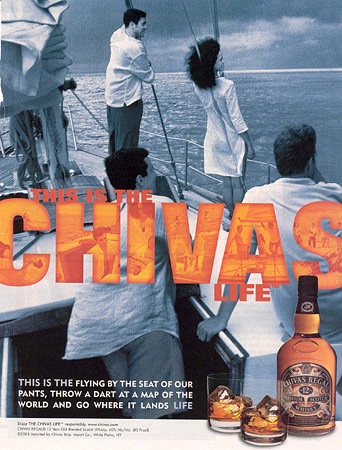 THIS IS THE
CHIVAS
LIFE
THIS IS THE FLYING BY THE SEAT OF OUR
PANTS, THROW A DART AT A MAP OF THE
WORLD AND GO WHERE IT LANDS LIFE
CHIVAS REGAL
12
PREMIUM SCOTCH
WHISKY
Enjoy THE CHIVAS LIFE™ responsibly. www.chivas.com
CHIVAS REGAL® 12 Year Old Blended Scotch Whisky. 40% Alc./Vol. (80 Proof)
©2003 Imported by Chivas Bros. Import Co., White Plains, NY